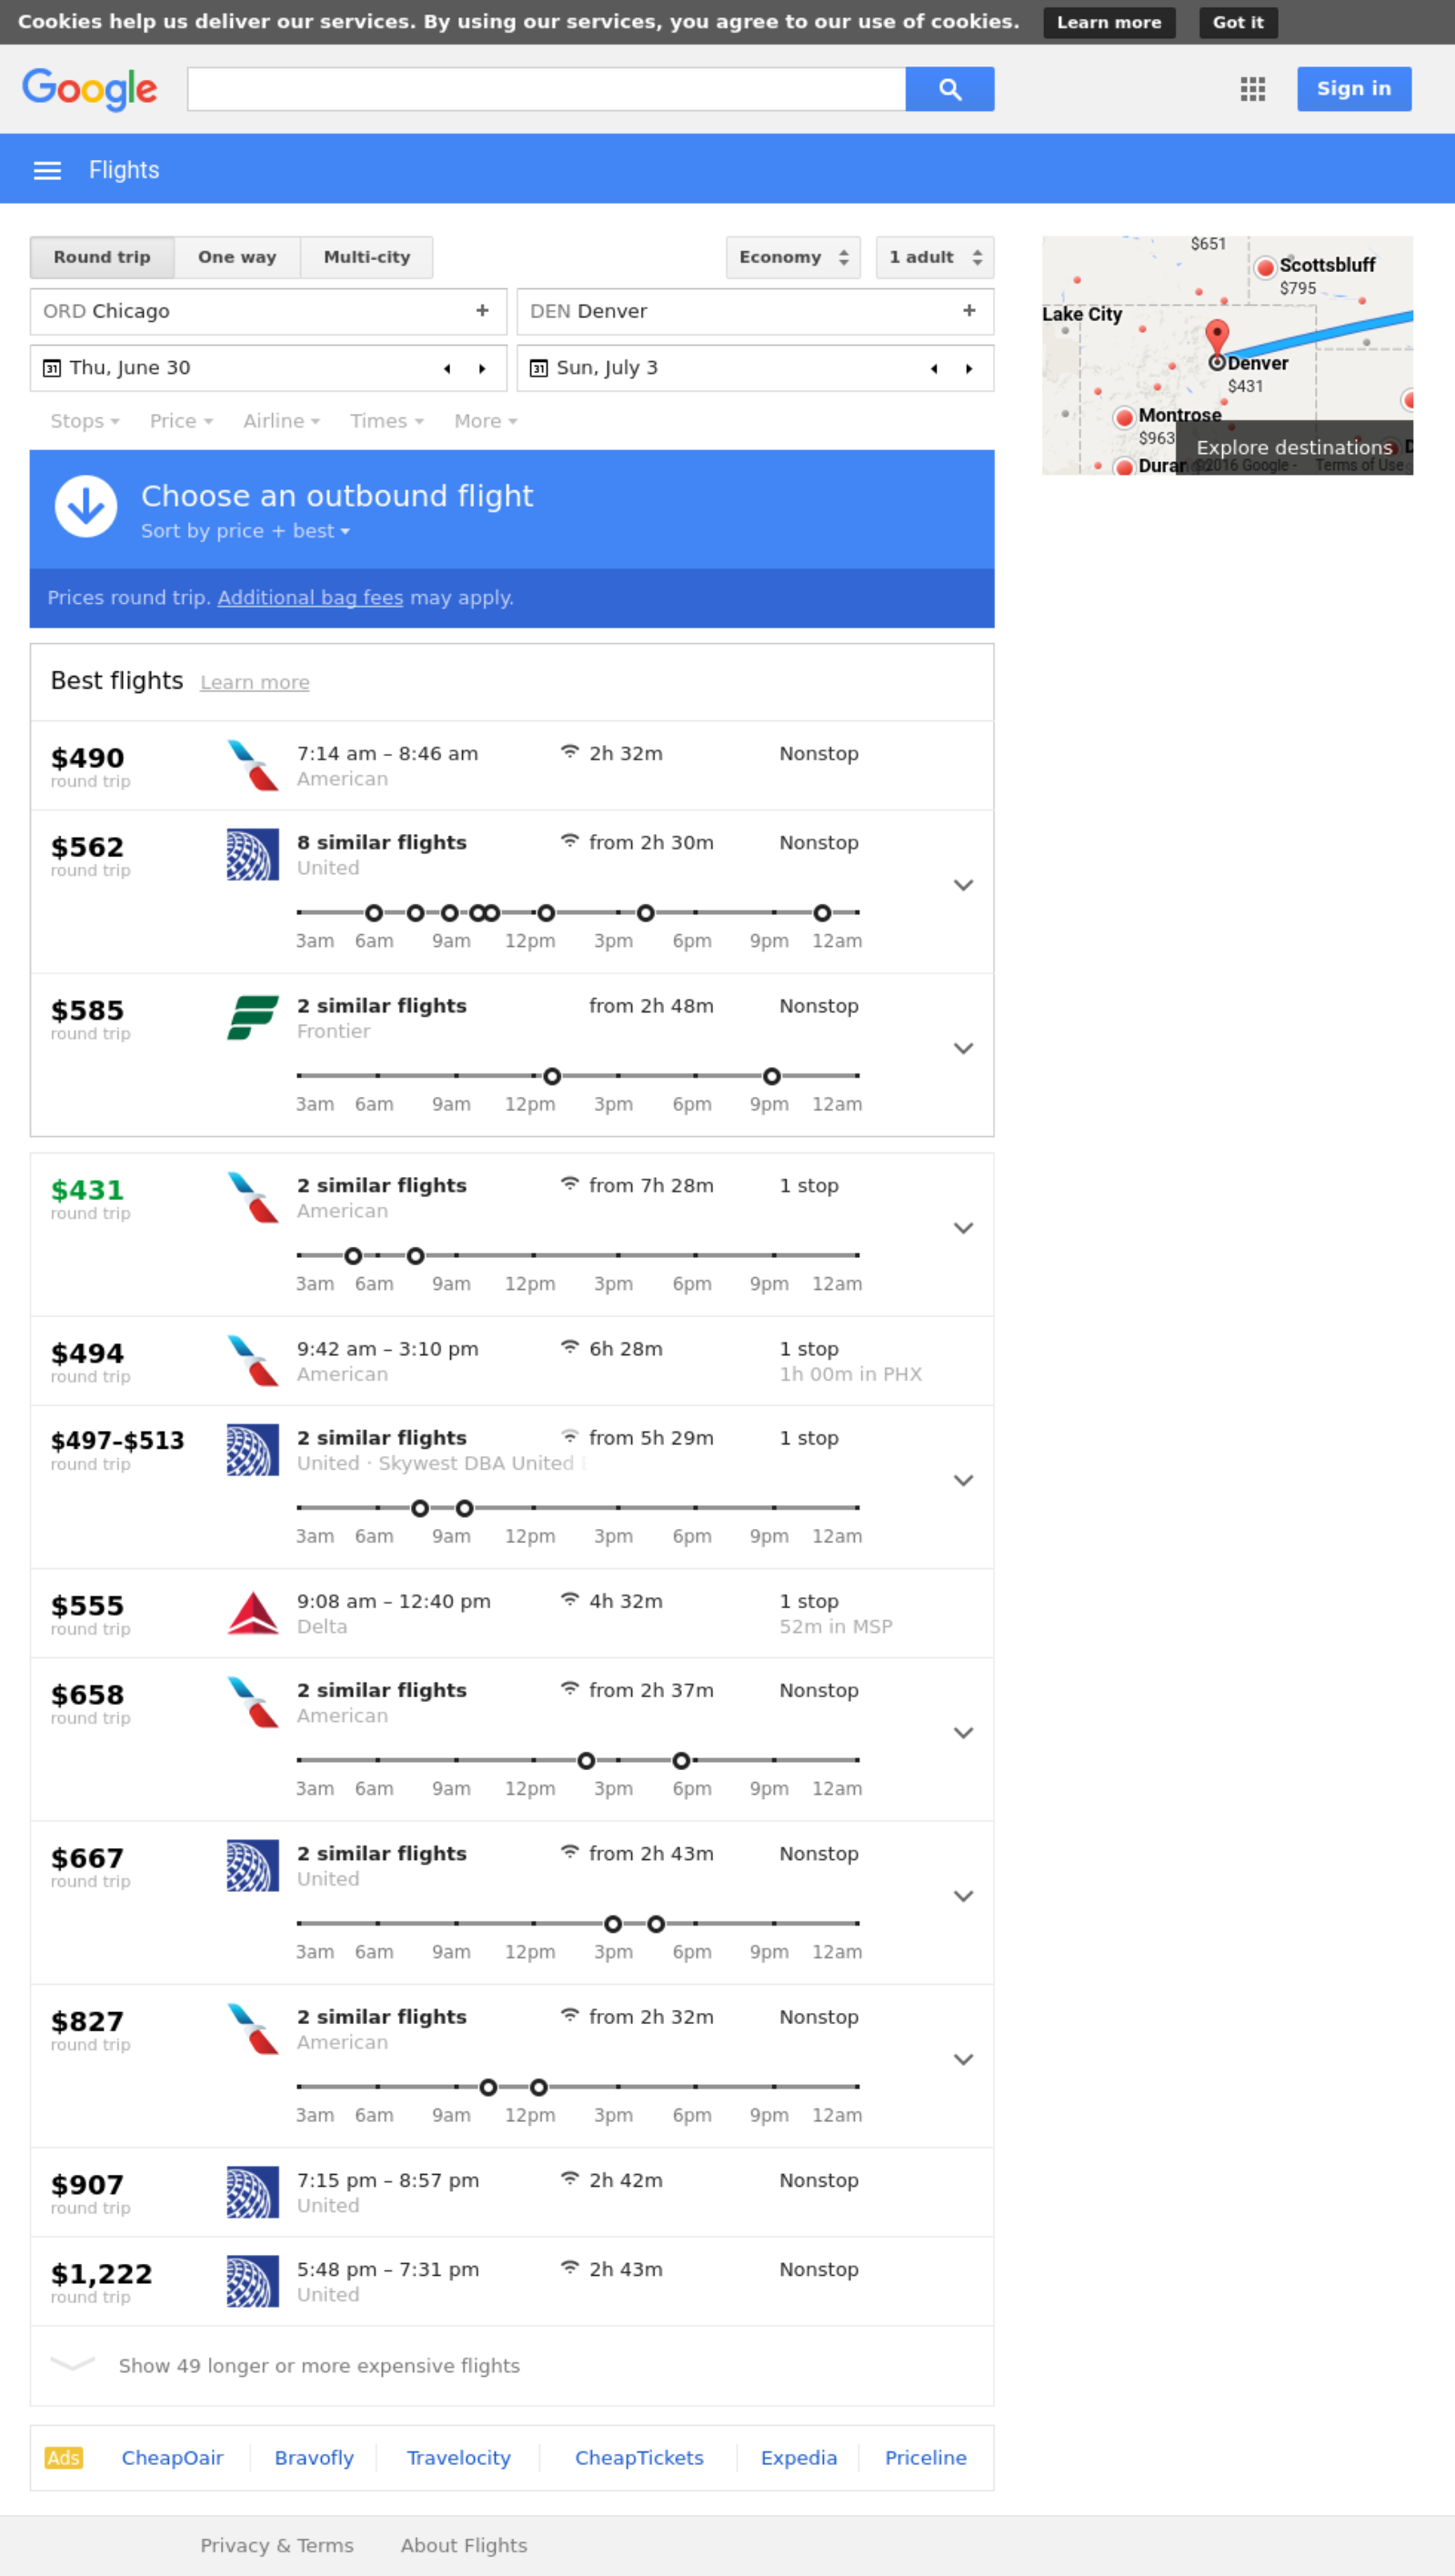 Cookies help us deliver our services. By using our services, you agree to our use of cookies. Learn more Got it
Google
Sign in
Flights
Round trip One way Multi-city Economy 1 adult
ORD Chicago + DEN Denver +
31 Thu, June 30 31 Sun, July 3
Stops Price Airline Times More
$651
Scottsbluff
$795
Lake City
Denver
$431
Montrose
$963
Explore destinations
Duran
©2016 Google - Terms of Use
Choose an outbound flight
Sort by price + best
Prices round trip. Additional bag fees may apply.
Best flights Learn more
$490 7:14 am – 8:46 am 2h 32m Nonstop
round trip American
$562 8 similar flights from 2h 30m Nonstop
round trip United
3am 6am 9am 12pm 3pm 6pm 9pm 12am
$585 2 similar flights from 2h 48m Nonstop
round trip Frontier
3am 6am 9am 12pm 3pm 6pm 9pm 12am
$431 2 similar flights from 7h 28m 1 stop
round trip American
3am 6am 9am 12pm 3pm 6pm 9pm 12am
$494 9:42 am – 3:10 pm 6h 28m 1 stop
round trip American 1h 00m in PHX
$497–$513 2 similar flights from 5h 29m 1 stop
round trip United · Skywest DBA United
3am 6am 9am 12pm 3pm 6pm 9pm 12am
$555 9:08 am – 12:40 pm 4h 32m 1 stop
round trip Delta 52m in MSP
$658 2 similar flights from 2h 37m Nonstop
round trip American
3am 6am 9am 12pm 3pm 6pm 9pm 12am
$667 2 similar flights from 2h 43m Nonstop
round trip United
3am 6am 9am 12pm 3pm 6pm 9pm 12am
$827 2 similar flights from 2h 32m Nonstop
round trip American
3am 6am 9am 12pm 3pm 6pm 9pm 12am
$907 7:15 pm – 8:57 pm 2h 42m Nonstop
round trip United
$1,222 5:48 pm – 7:31 pm 2h 43m Nonstop
round trip United
Show 49 longer or more expensive flights
Ads CheapOair Bravofly Travelocity CheapTickets Expedia Priceline
Privacy & Terms About Flights